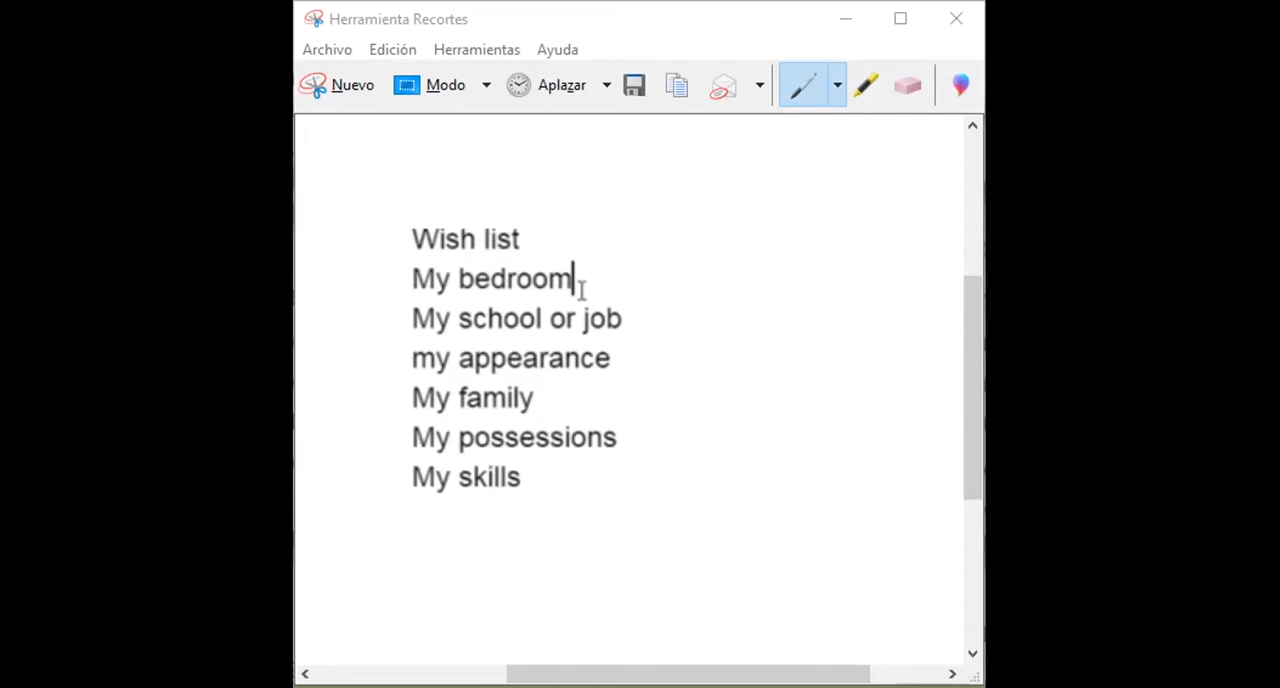 Herramienta Recortes
Archivo Edición Herramientas Ayuda
Nuevo Modo Aplazar
Wish list
My bedroom
My school or job
my appearance
My family
My possessions
My skills